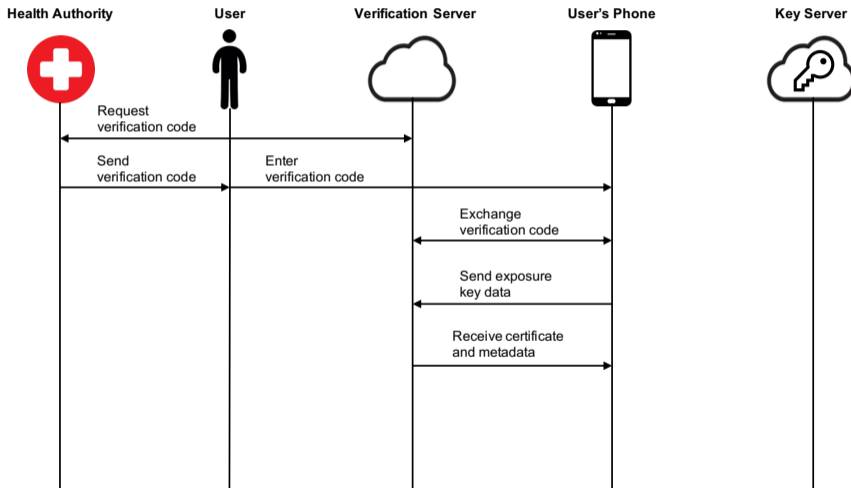 Health Authority
User
Verification Server
User's Phone
Key Server
Request
verification code
Send
verification code
Enter
verification code
Exchange
verification code
Send exposure
key data
Receive certificate
and metadata